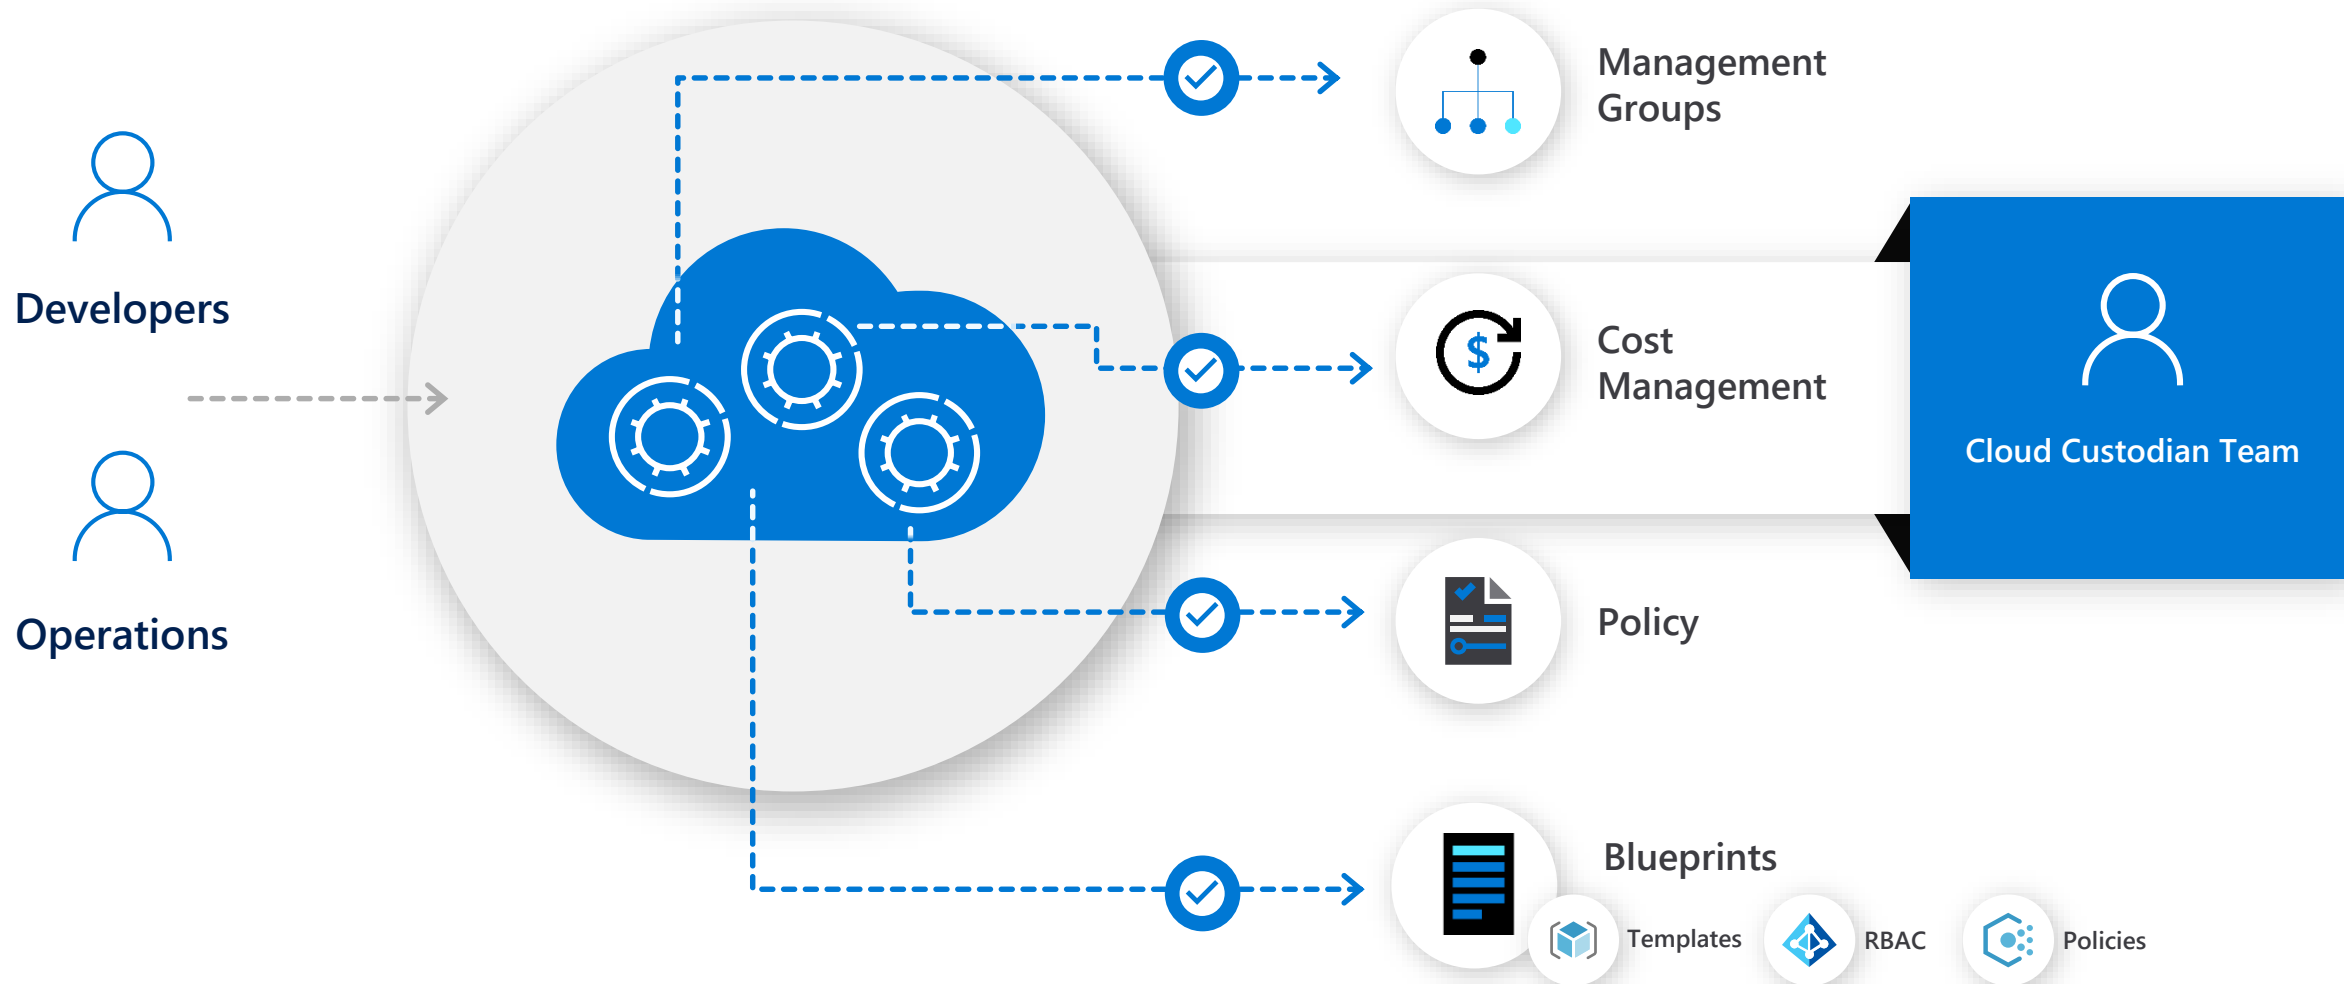 Developers
Operations
Management
Groups
Cost
Management
$
Policy
Blueprints
Templates
RBAC
Policies
Cloud Custodian Team